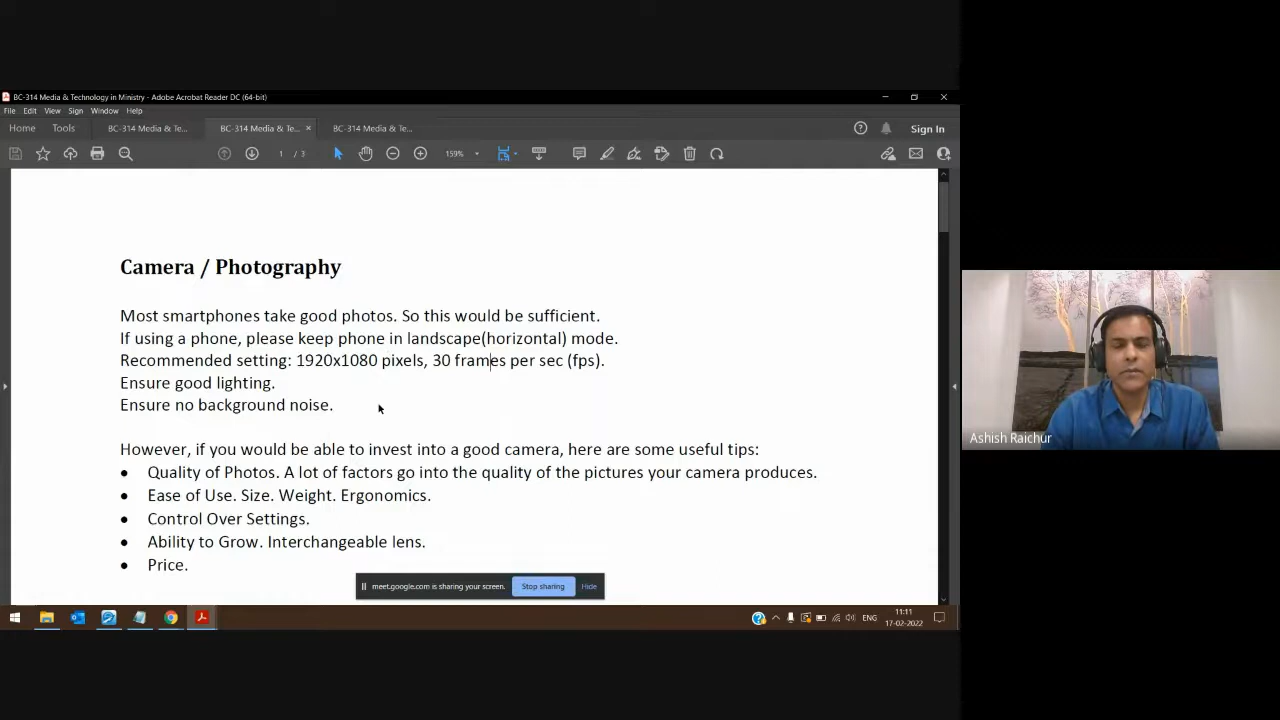 BC-314 Media & Technology in Ministry - Adobe Acrobat Reader DC (64-bit)
File Edit View Sign Window Help
Home Tools BC-314 Media & Te... BC-314 Media & Te... × BC-314 Media & Te... Sign In
1 / 3 159%
Camera / Photography
Most smartphones take good photos. So this would be sufficient.
If using a phone, please keep phone in landscape(horizontal) mode.
Recommended setting: 1920x1080 pixels, 30 frames per sec (fps).
Ensure good lighting.
Ensure no background noise.
However, if you would be able to invest into a good camera, here are some useful tips:
• Quality of Photos. A lot of factors go into the quality of the pictures your camera produces.
• Ease of Use. Size. Weight. Ergonomics.
• Control Over Settings.
• Ability to Grow. Interchangeable lens.
• Price.
meet.google.com is sharing your screen. Stop sharing Hide
ENG 11:11
17-02-2022
Ashish Raichur